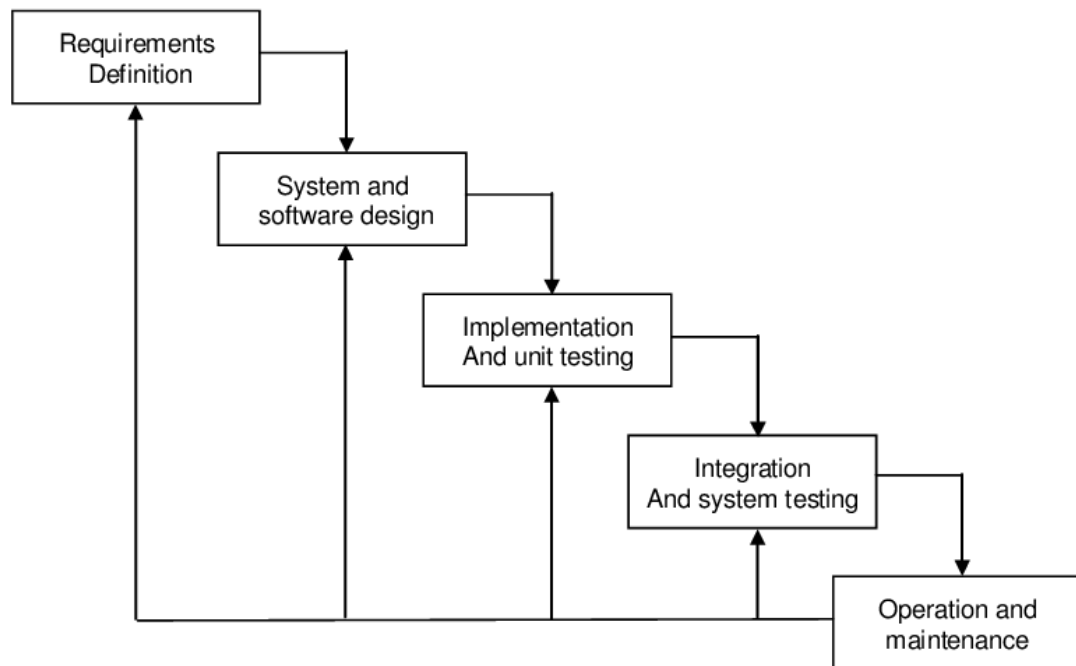 Requirements
Definition
System and
software design
Implementation
And unit testing
Integration
And system testing
Operation and
maintenance